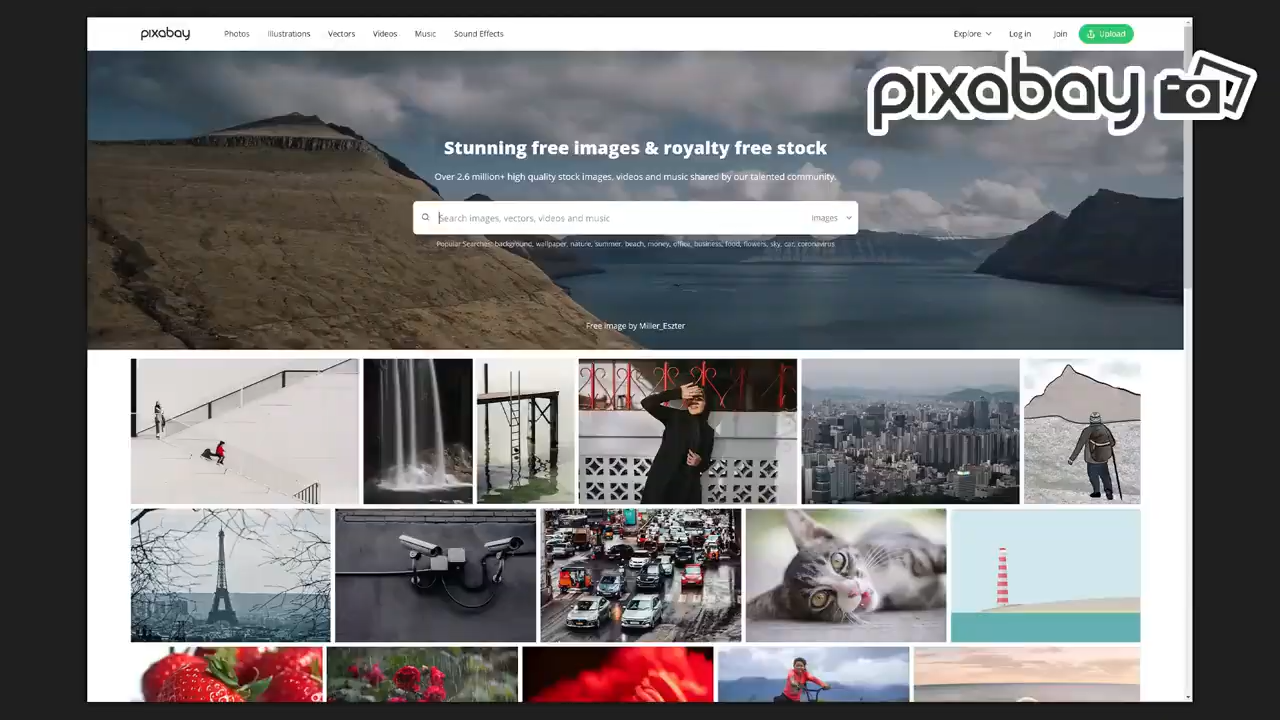 pixabay Photos Illustrations Vectors Videos Music Sound Effects Explore Log in Join Upload
pixabay
Stunning free images & royalty free stock
Over 2.6 million+ high quality stock images, videos and music shared by our talented community.
Search images, vectors, videos and music Images
Popular Searches: background, wallpaper, nature, summer, beach, money, office, business, food, flowers, sky, car, coronavirus
Free image by Miller_Eszter